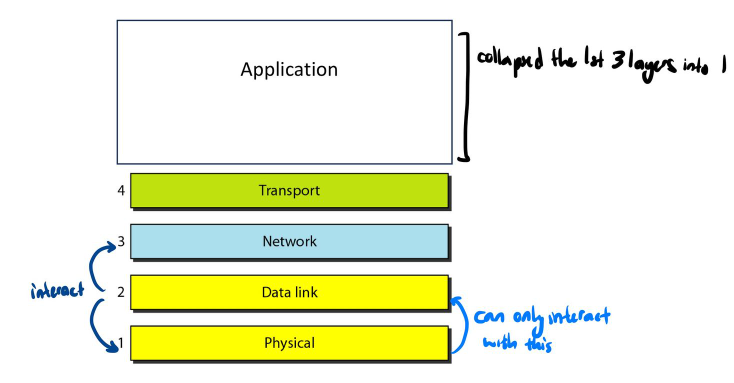 Application
collapsed the 1st 3 layers into 1
4 Transport
3 Network
interact
2 Data link
can only interact
with this
1 Physical